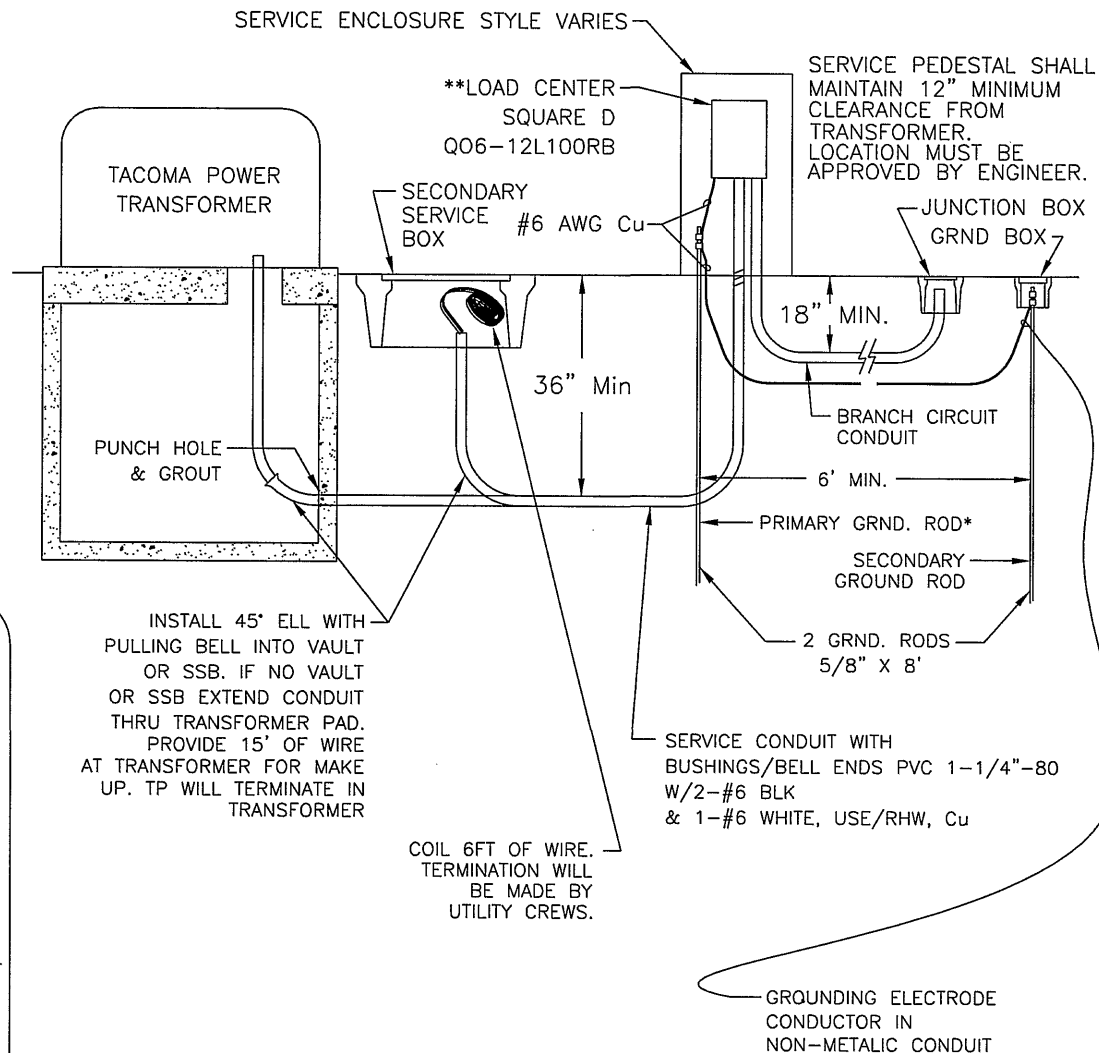 SERVICE ENCLOSURE STYLE VARIES
**LOAD CENTER
SQUARE D
QO6-12L100RB
SERVICE PEDESTAL SHALL
MAINTAIN 12" MINIMUM
CLEARANCE FROM
TRANSFORMER.
LOCATION MUST BE
APPROVED BY ENGINEER.
TACOMA POWER
TRANSFORMER
SECONDARY
SERVICE
BOX
#6 AWG Cu
JUNCTION BOX
GRND BOX
18" MIN.
36" Min
PUNCH HOLE
& GROUT
BRANCH CIRCUIT
CONDUIT
6' MIN.
PRIMARY GRND. ROD*
SECONDARY
GROUND ROD
2 GRND. RODS
5/8" X 8'
INSTALL 45° ELL WITH
PULLING BELL INTO VAULT
OR SSB. IF NO VAULT
OR SSB EXTEND CONDUIT
THRU TRANSFORMER PAD.
PROVIDE 15' OF WIRE
AT TRANSFORMER FOR MAKE
UP. TP WILL TERMINATE IN
TRANSFORMER
SERVICE CONDUIT WITH
BUSHINGS/BELL ENDS PVC 1-1/4"-80
W/2-#6 BLK
& 1-#6 WHITE, USE/RHW, Cu
COIL 6FT OF WIRE.
TERMINATION WILL
BE MADE BY
UTILITY CREWS.
GROUNDING ELECTRODE
CONDUCTOR IN
NON-METALIC CONDUIT